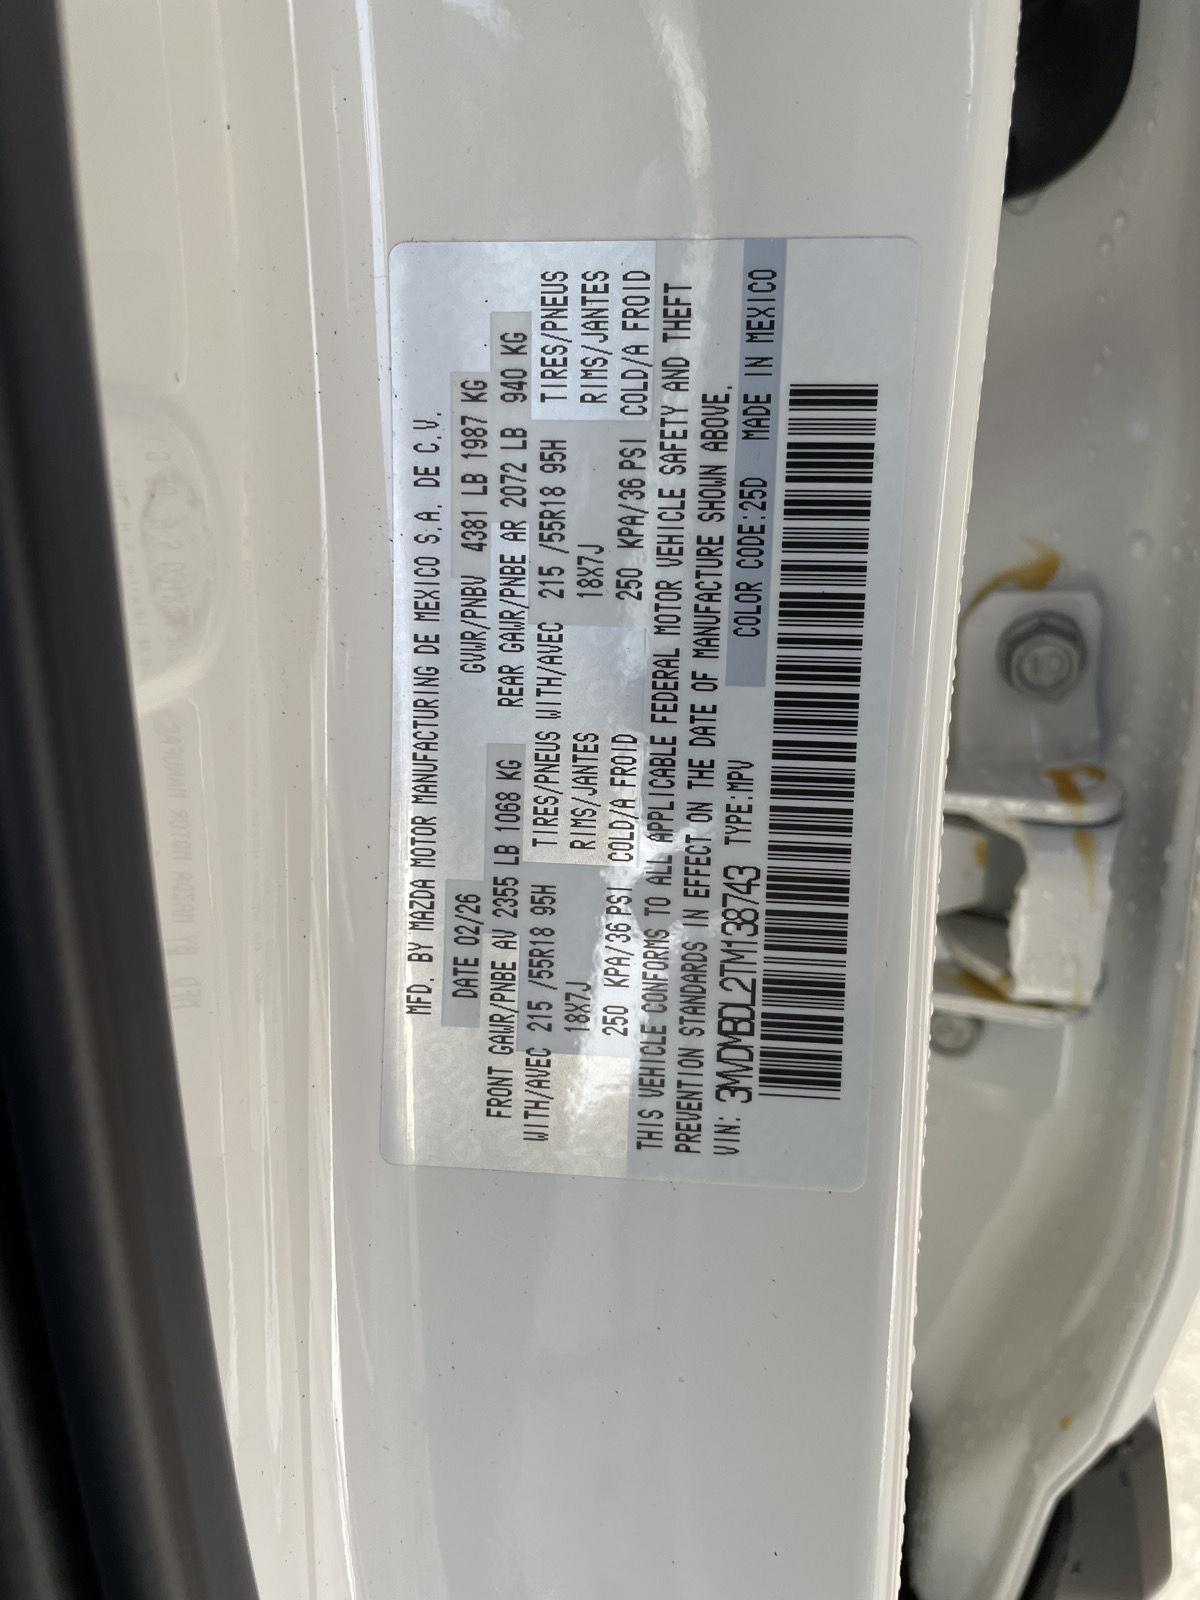 MFD. BY MAZDA MOTOR MANUFACTURING DE MEXICO S.A. DE C.V.
DATE 02/26 GVWR/PNBV 4381 LB 1987 KG
FRONT GAWR/PNBE AV 2355 LB 1068 KG REAR GAWR/PNBE AR 2072 LB 940 KG
WITH/AVEC 215 /55R18 95H TIRES/PNEUS WITH/AVEC 215 /55R18 95H TIRES/PNEUS
18X7J RIMS/JANTES 18X7J RIMS/JANTES
250 KPA/36 PSI COLD/A FROID 250 KPA/36 PSI COLD/A FROID
THIS VEHICLE CONFORMS TO ALL APPLICABLE FEDERAL MOTOR VEHICLE SAFETY AND THEFT
PREVENTION STANDARDS IN EFFECT ON THE DATE OF MANUFACTURE SHOWN ABOVE.
VIN: 3MVDMBDL2TM138743 TYPE:MPV COLOR CODE:25D MADE IN MEXICO